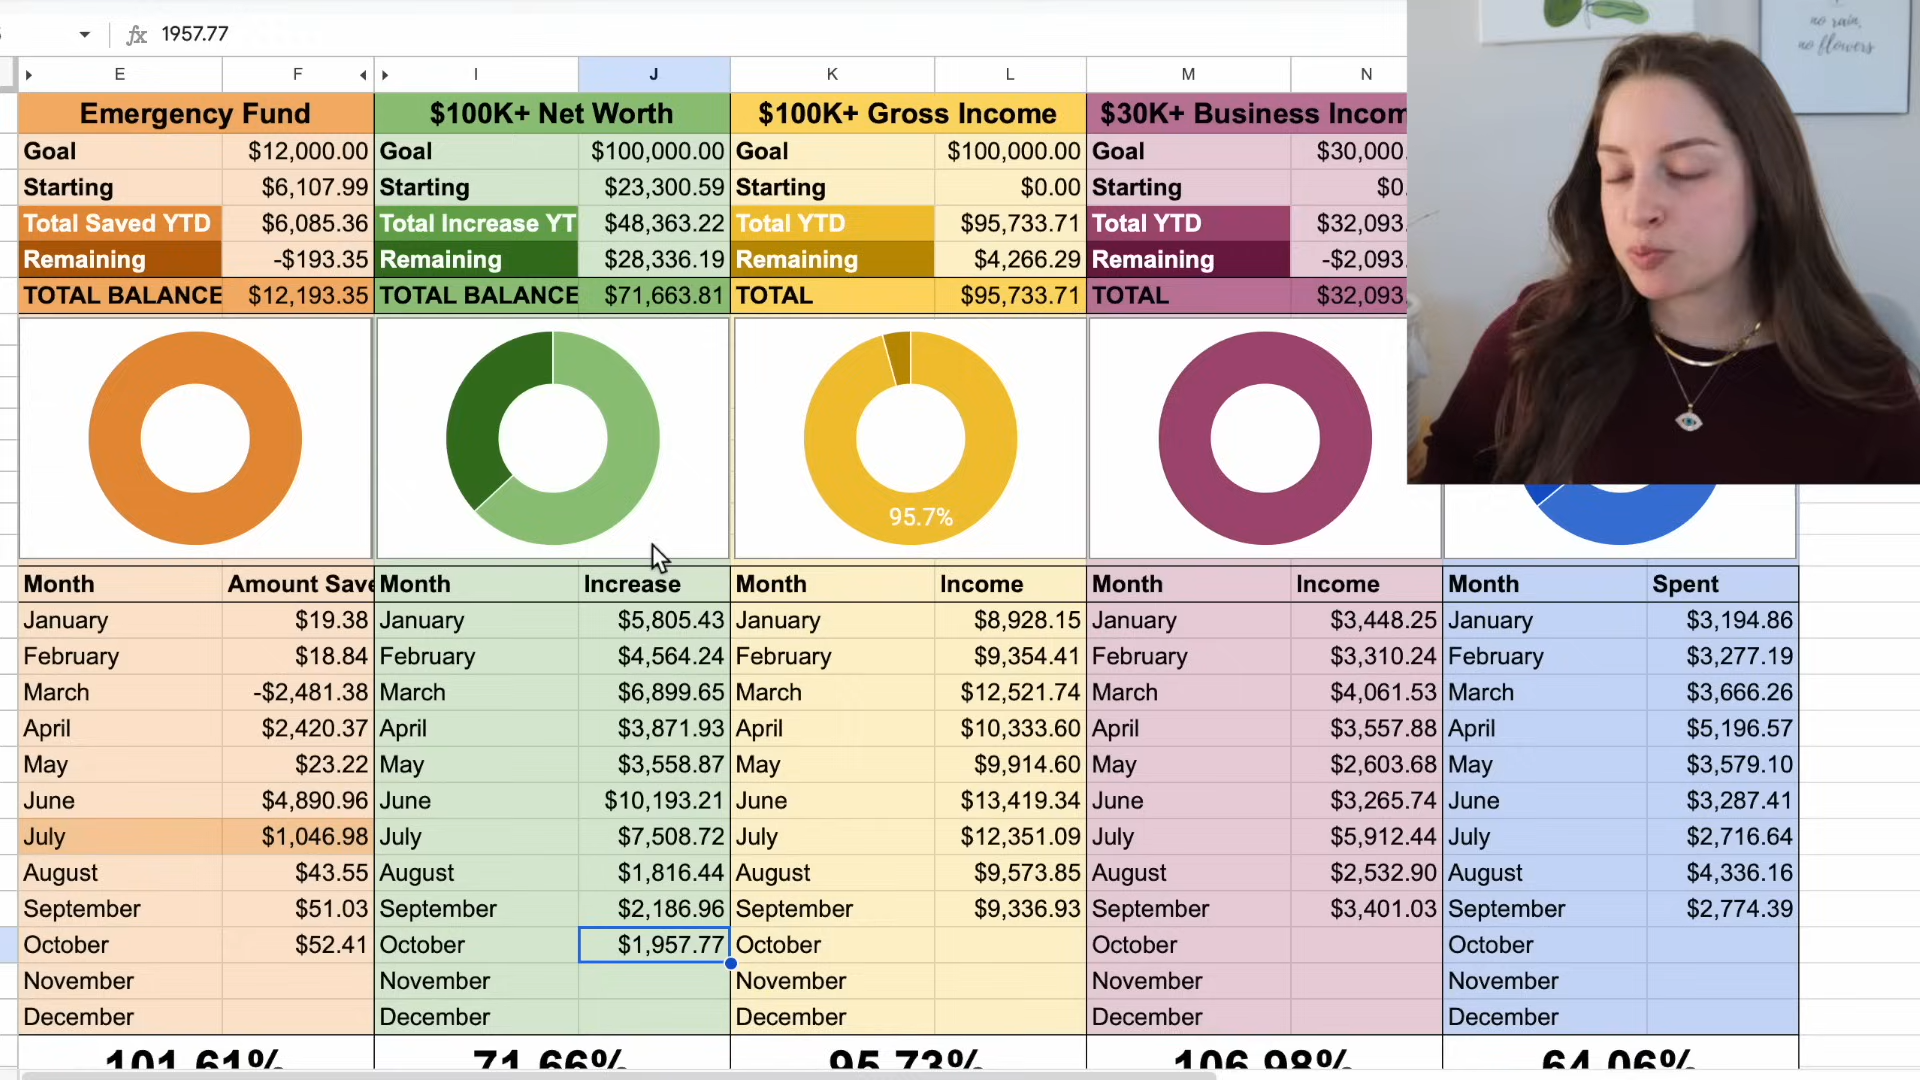 fx 1957.77
E F I J K L M N
Emergency Fund $100K+ Net Worth $100K+ Gross Income $30K+ Business Incom
Goal $12,000.00 Goal $100,000.00 Goal $100,000.00 Goal $30,000.
Starting $6,107.99 Starting $23,300.59 Starting $0.00 Starting $0.
Total Saved YTD $6,085.36 Total Increase YT $48,363.22 Total YTD $95,733.71 Total YTD $32,093.
Remaining -$193.35 Remaining $28,336.19 Remaining $4,266.29 Remaining -$2,093.
TOTAL BALANCE $12,193.35 TOTAL BALANCE $71,663.81 TOTAL $95,733.71 TOTAL $32,093.
no rain,
no flowers
95.7%
Month Amount Save Month Increase Month Income Month Income Month Spent
January $19.38 January $5,805.43 January $8,928.15 January $3,448.25 January $3,194.86
February $18.84 February $4,564.24 February $9,354.41 February $3,310.24 February $3,277.19
March -$2,481.38 March $6,899.65 March $12,521.74 March $4,061.53 March $3,666.26
April $2,420.37 April $3,871.93 April $10,333.60 April $3,557.88 April $5,196.57
May $23.22 May $3,558.87 May $9,914.60 May $2,603.68 May $3,579.10
June $4,890.96 June $10,193.21 June $13,419.34 June $3,265.74 June $3,287.41
July $1,046.98 July $7,508.72 July $12,351.09 July $5,912.44 July $2,716.64
August $43.55 August $1,816.44 August $9,573.85 August $2,532.90 August $4,336.16
September $51.03 September $2,186.96 September $9,336.93 September $3,401.03 September $2,774.39
October $52.41 October $1,957.77 October October October
November November November November November
December December December December December
101.61% 71.66% 95.73% 106.98% 64.06%